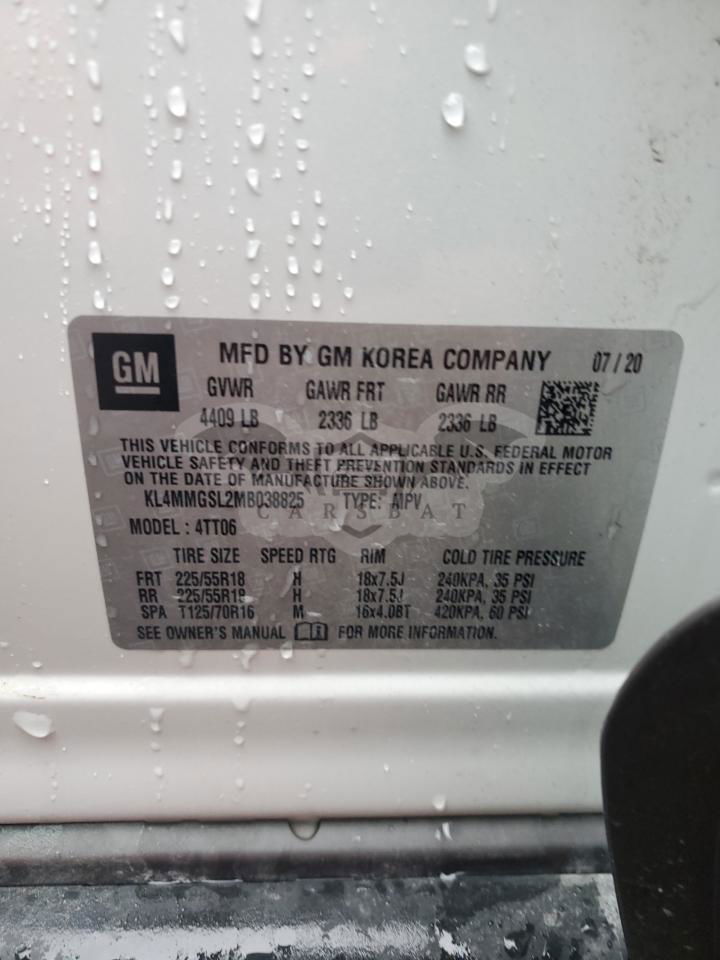 GM
MFD BY GM KOREA COMPANY 07/20
GVWR GAWR FRT GAWR RR
4409 LB 2336 LB 2336 LB
THIS VEHICLE CONFORMS TO ALL APPLICABLE U.S. FEDERAL MOTOR
VEHICLE SAFETY AND THEFT PREVENTION STANDARDS IN EFFECT
ON THE DATE OF MANUFACTURE SHOWN ABOVE.
KL4MMGSL2MB038825 TYPE: MPV
CARSBAT
MODEL: 4TT06
TIRE SIZE SPEED RTG RIM COLD TIRE PRESSURE
FRT 225/55R18 H 18x7.5J 240KPA, 35 PSI
RR 225/55R18 H 18x7.5J 240KPA, 35 PSI
SPA T125/70R16 M 16x4.0BT 420KPA, 60 PSI
SEE OWNER'S MANUAL FOR MORE INFORMATION.